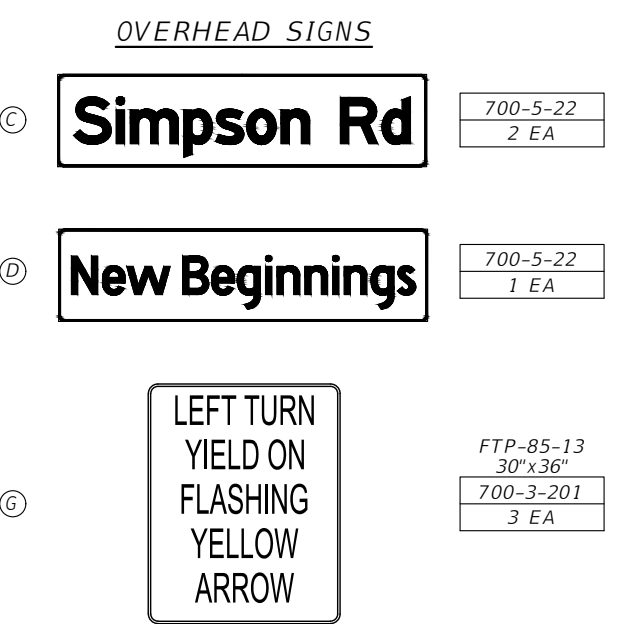 OVERHEAD SIGNS
C
Simpson Rd
700-5-22
2 EA
D
New Beginnings
700-5-22
1 EA
G
LEFT TURN
YIELD ON
FLASHING
YELLOW
ARROW
FTP-85-13
30"x36"
700-3-201
3 EA